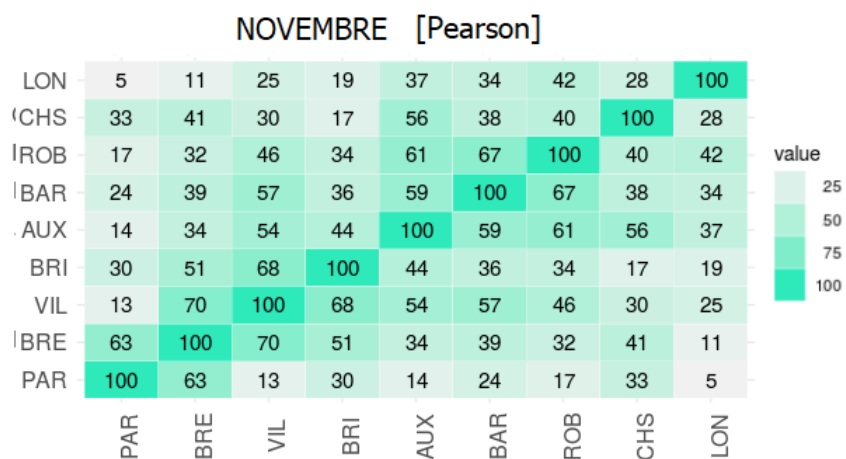 NOVEMBRE [Pearson]
LON 5 11 25 19 37 34 42 28 100
CHS 33 41 30 17 56 38 40 100 28
ROB 17 32 46 34 61 67 100 40 42
BAR 24 39 57 36 59 100 67 38 34
AUX 14 34 54 44 100 59 61 56 37
BRI 30 51 68 100 44 36 34 17 19
VIL 13 70 100 68 54 57 46 30 25
BRE 63 100 70 51 34 39 32 41 11
PAR 100 63 13 30 14 24 17 33 5
PAR BRE VIL BRI AUX BAR ROB CHS LON
value
25
50
75
100